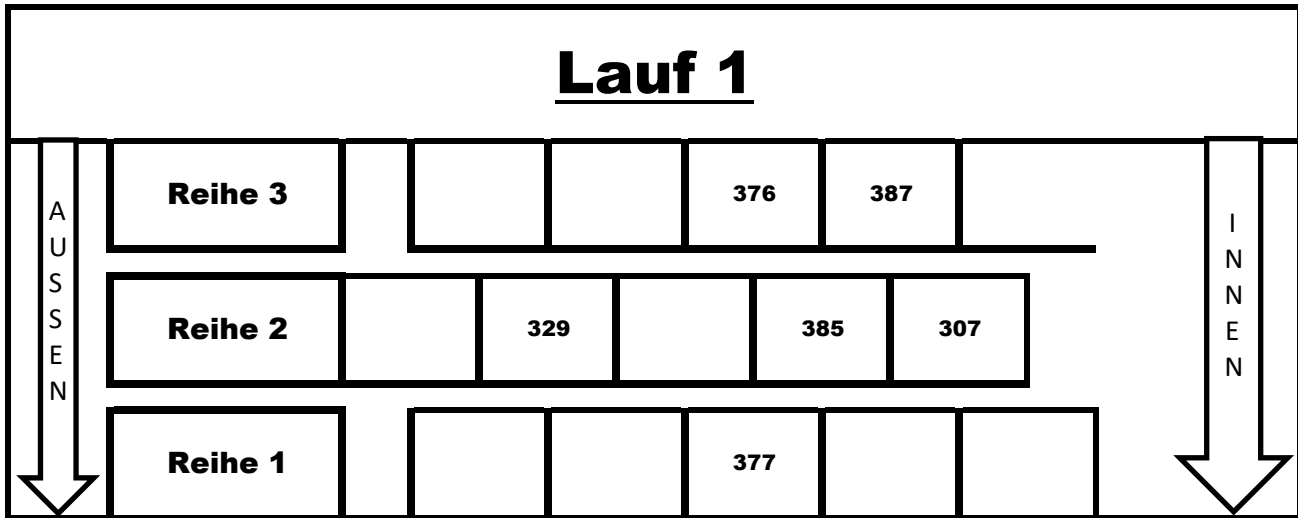 Lauf 1
AUSSEN
Reihe 3 376 387
Reihe 2 329 385 307
Reihe 1 377
INNEN